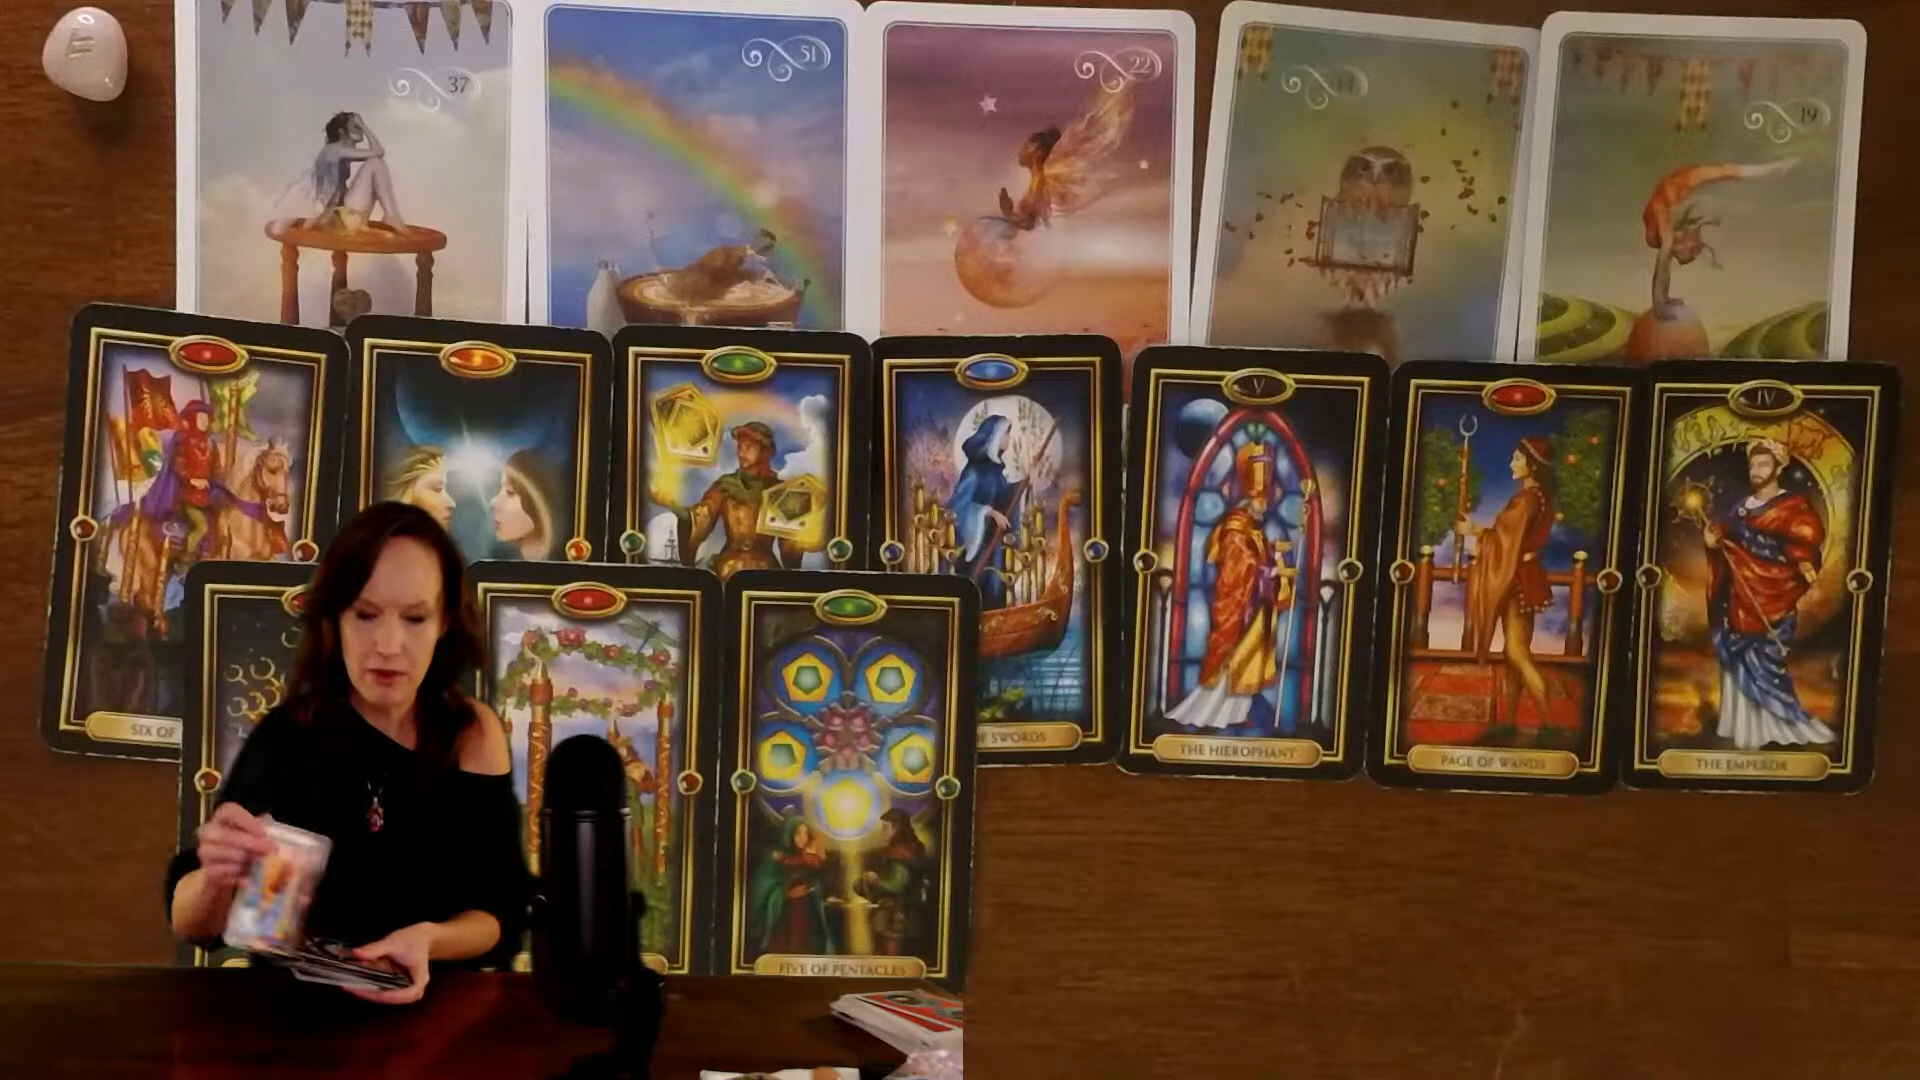 37
51
22
19
V
IV
SIX OF
OF SWORDS
THE HIEROPHANT
PAGE OF WANDS
THE EMPEROR
FIVE OF PENTACLES